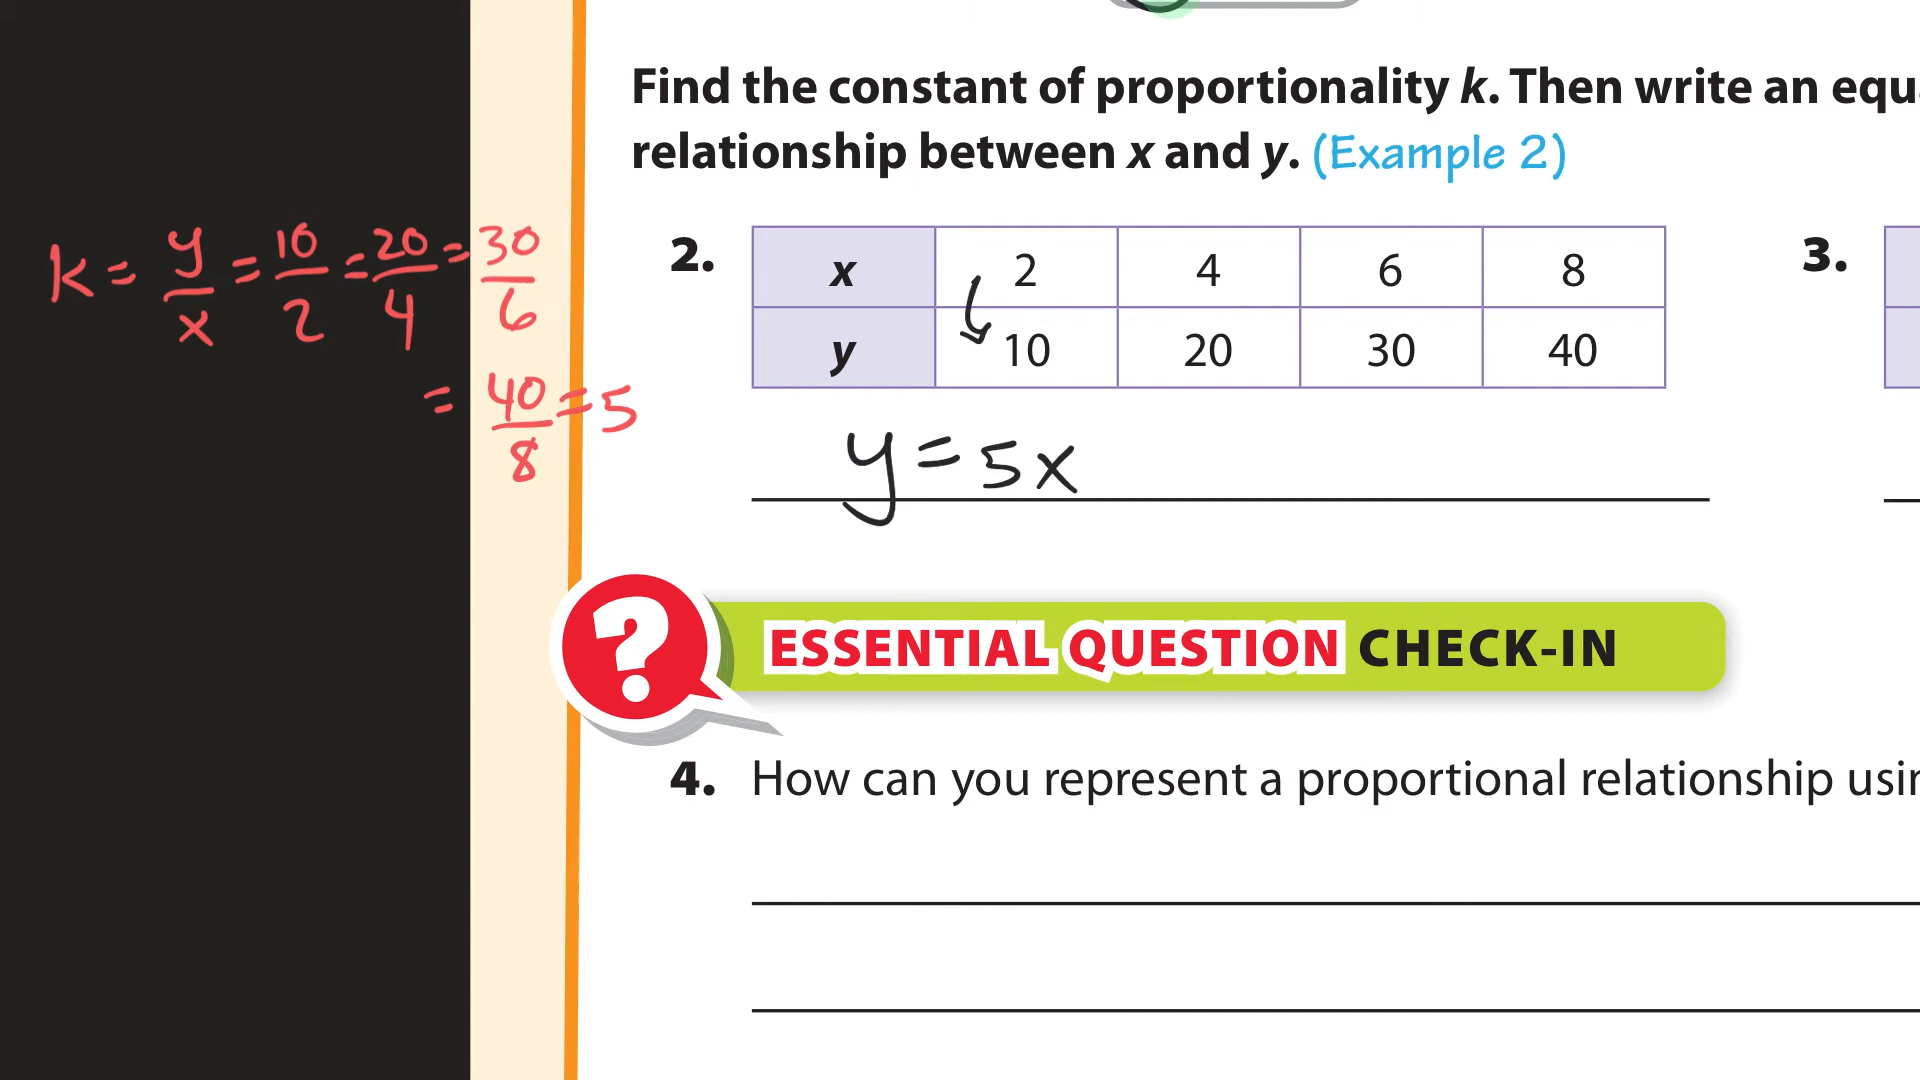 Find the constant of proportionality k. Then write an equ
relationship between x and y. (Example 2)
k = y/x = 10/2 = 20/4 = 30/6
= 40/8 = 5
2.
x 2 4 6 8
y 10 20 30 40
3.
y = 5x
? ESSENTIAL QUESTION CHECK-IN
4. How can you represent a proportional relationship usin